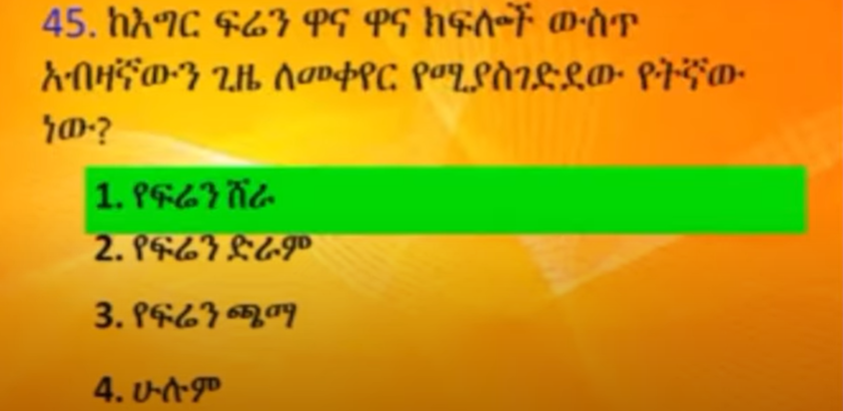 45. ከእግር ፍሬን ዋና ዋና ክፍሎች ውስጥ
አብዛኛውን ጊዜ ለመቀየር የሚያስገድደው የትኛው
ነው?
1. የፍሬን ሸራ
2. የፍሬን ድራም
3. የፍሬን ጫማ
4. ሁሉም